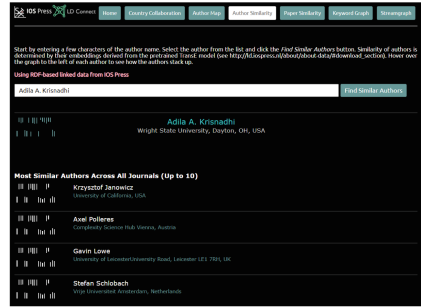 IOS Press LD Connect Home Country Collaboration Author Map Author Similarity Paper Similarity Keyword Graph Streamgraph
Start by entering a few characters of the author name. Select the author from the list and click the Find Similar Authors button. Similarity of authors is
determined by their embeddings derived from the pretrained TransE model (see http://ld.iospress.nl/about/about-data/#download_section). Hover over
the graph to the left of each author to see how the authors stack up.
Using RDF-based linked data from IOS Press
Adila A. Krisnadhi Find Similar Authors
Adila A. Krisnadhi
Wright State University, Dayton, OH, USA
Most Similar Authors Across All Journals (Up to 10)
Krzysztof Janowicz
University of California, USA
Axel Polleres
Complexity Science Hub Vienna, Austria
Gavin Lowe
University of LeicesterUniversity Road, Leicester LE1 7RH, UK
Stefan Schlobach
Vrije Universiteit Amsterdam, Netherlands